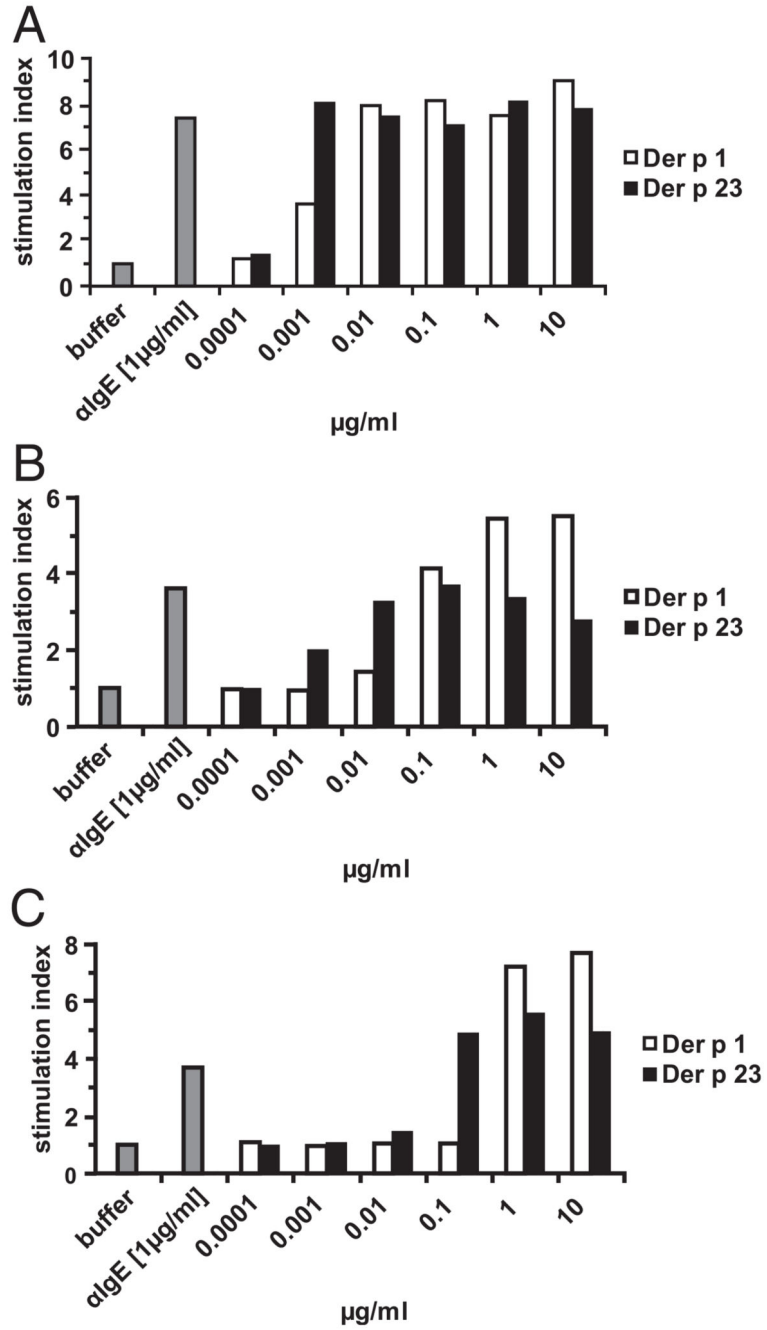 A
stimulation index
10
8
6
4
2
0
buffer
αIgE [1µg/ml]
0.0001
0.001
0.01
0.1
1
10
µg/ml
Der p 1
Der p 23
B
stimulation index
6
4
2
0
buffer
αIgE [1µg/ml]
0.0001
0.001
0.01
0.1
1
10
µg/ml
Der p 1
Der p 23
C
stimulation index
8
6
4
2
0
buffer
αIgE [1µg/ml]
0.0001
0.001
0.01
0.1
1
10
µg/ml
Der p 1
Der p 23